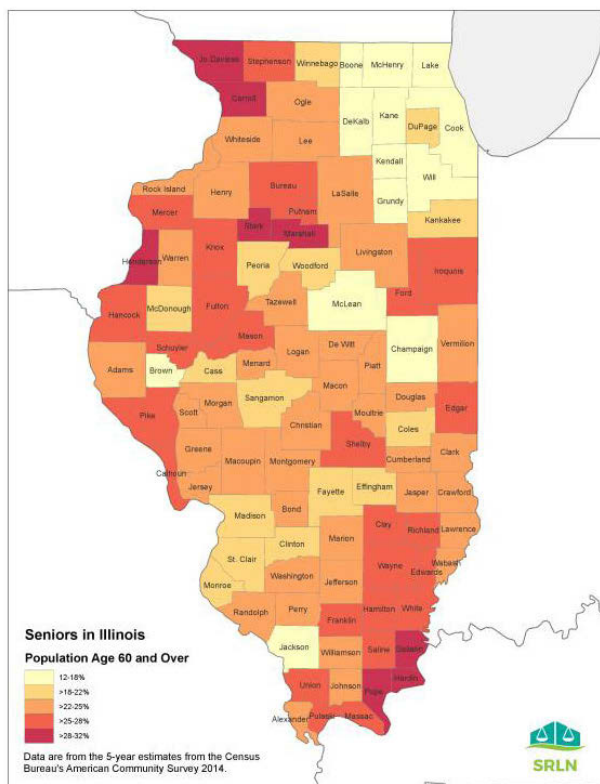 Jo Daviess
Stephenson
Winnebago
Boone
McHenry
Lake
Carroll
Ogle
DeKalb
Kane
DuPage
Cook
Whiteside
Lee
Kendall
Will
Rock Island
Henry
Bureau
LaSalle
Grundy
Mercer
Putnam
Kankakee
Stark
Marshall
Knox
Henderson
Warren
Peoria
Woodford
Livingston
Iroquois
Ford
Hancock
McDonough
Fulton
Tazewell
McLean
Mason
Schuyler
Logan
De Witt
Champaign
Vermilion
Adams
Brown
Cass
Menard
Piatt
Macon
Morgan
Sangamon
Douglas
Pike
Scott
Moultrie
Edgar
Christian
Coles
Shelby
Greene
Cumberland
Clark
Macoupin
Montgomery
Calhoun
Jersey
Fayette
Effingham
Jasper
Crawford
Madison
Bond
Clay
Richland
Lawrence
Clinton
Marion
St. Clair
Wayne
Wabash
Edwards
Monroe
Washington
Jefferson
Randolph
Perry
Hamilton
White
Franklin
Jackson
Williamson
Saline
Gallatin
Hardin
Union
Johnson
Pope
Alexander
Pulaski
Massac
Seniors in Illinois
Population Age 60 and Over
12-18%
>18-22%
>22-25%
>25-28%
>28-32%
Data are from the 5-year estimates from the Census
Bureau's American Community Survey 2014.
SRLN